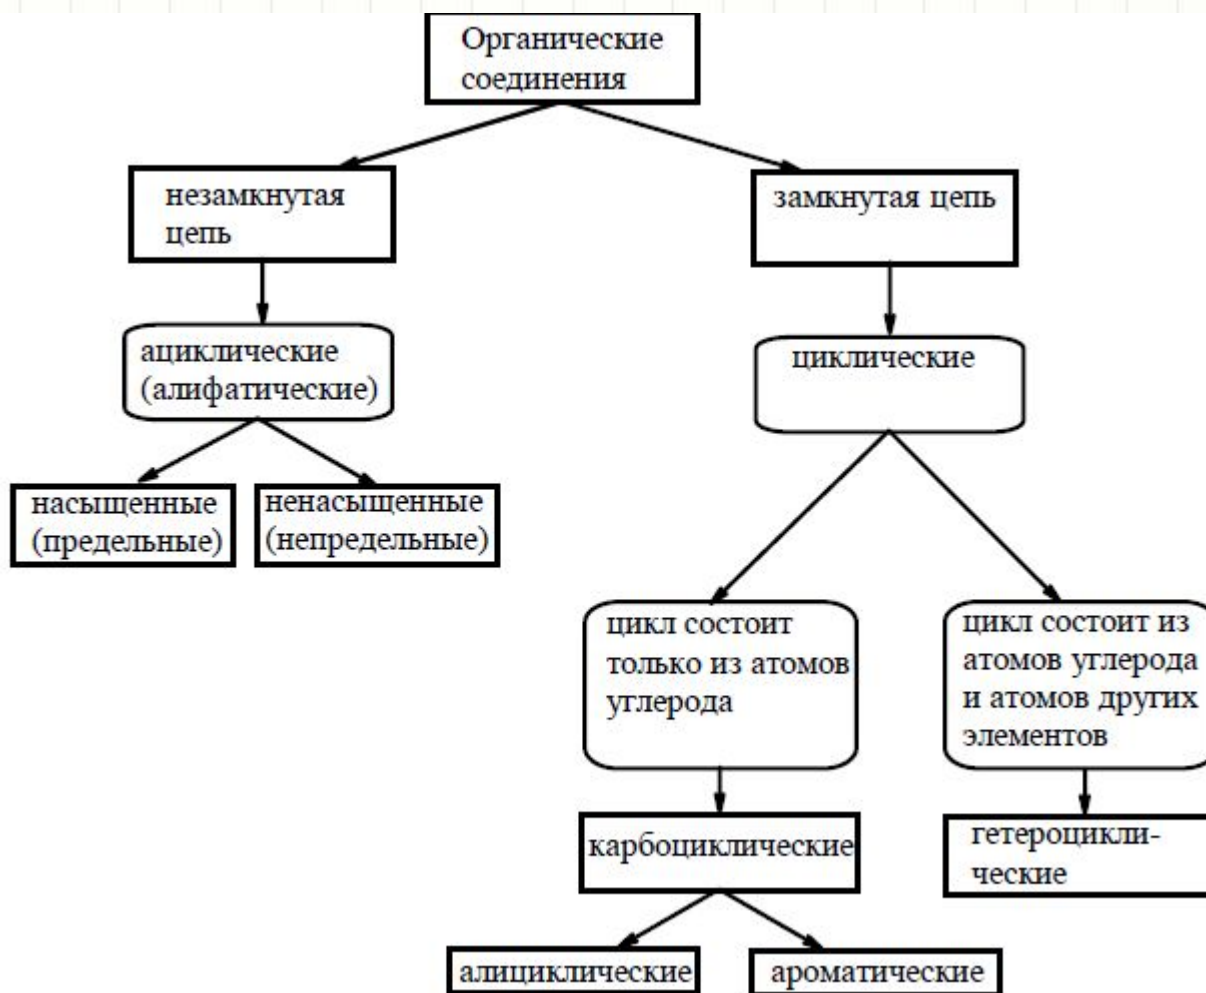 Органические
соединения
незамкнутая
цепь
замкнутая цепь
ациклические
(алифатические)
циклические
насыщенные
(предельные)
ненасыщенные
(непредельные)
цикл состоит
только из атомов
углерода
цикл состоит из
атомов углерода
и атомов других
элементов
карбоциклические
гетероцикли-
ческие
алициклические
ароматические